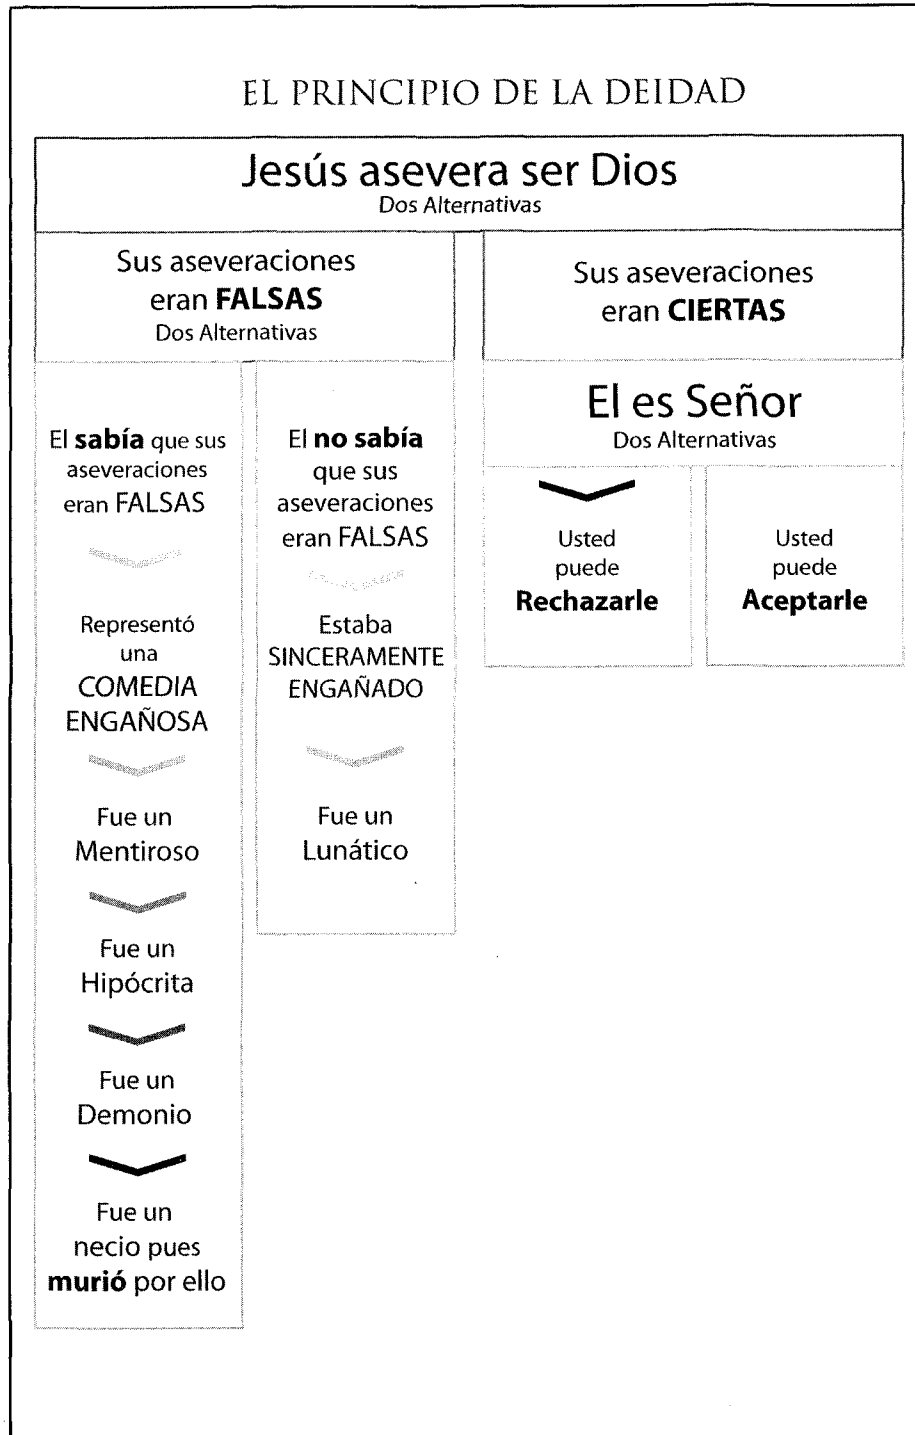 EL PRINCIPIO DE LA DEIDAD
Jesús asevera ser Dios
Dos Alternativas
Sus aseveraciones
eran FALSAS
Dos Alternativas
El sabía que sus
aseveraciones
eran FALSAS
Representó
una
COMEDIA
ENGAÑOSA
Fue un
Mentiroso
Fue un
Hipócrita
Fue un
Demonio
Fue un
necio pues
murió por ello
El no sabía
que sus
aseveraciones
eran FALSAS
Estaba
SINCERAMENTE
ENGAÑADO
Fue un
Lunático
Sus aseveraciones
eran CIERTAS
El es Señor
Dos Alternativas
Usted
puede
Rechazarle
Usted
puede
Aceptarle